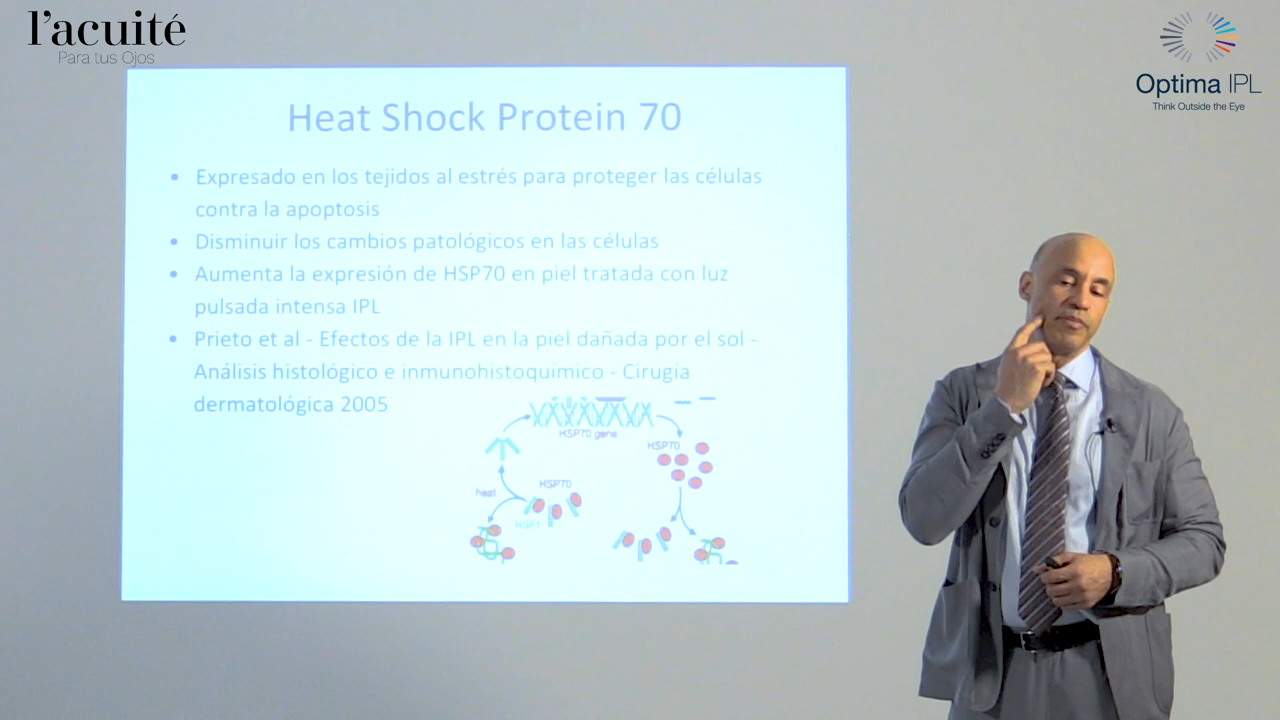 l'acuité
Para tus Ojos
Optima IPL
Think Outside the Eye
Heat Shock Protein 70
• Expresado en los tejidos al estrés para proteger las células
contra la apoptosis
• Disminuir los cambios patológicos en las células
• Aumenta la expresión de HSP70 en piel tratada con luz
pulsada intensa IPL
• Prieto et al - Efectos de la IPL en la piel dañada por el sol -
Análisis histológico e inmunohistoquímico - Cirugía
dermatológica 2005
HSP70 gene
HSP70
heat
HSP70